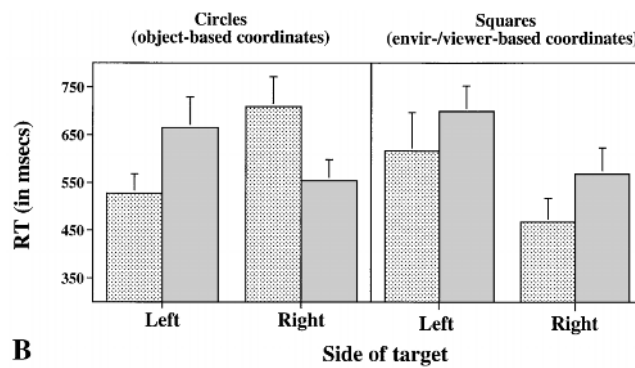 Circles
(object-based coordinates)
Squares
(envir-/viewer-based coordinates)
RT (in msecs)
750
650
550
450
350
Left
Right
Left
Right
B
Side of target